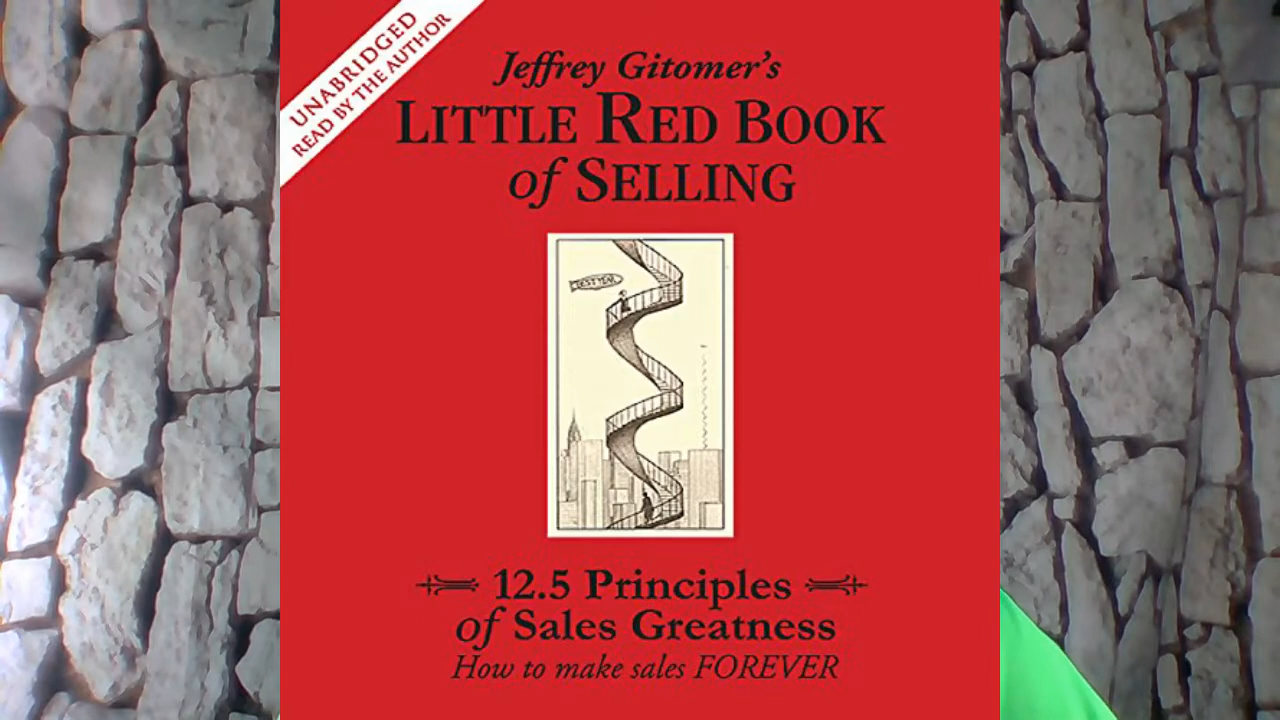 UNABRIDGED
READ BY THE AUTHOR
Jeffrey Gitomer's
LITTLE RED BOOK
of SELLING
12.5 Principles
of Sales Greatness
How to make sales FOREVER